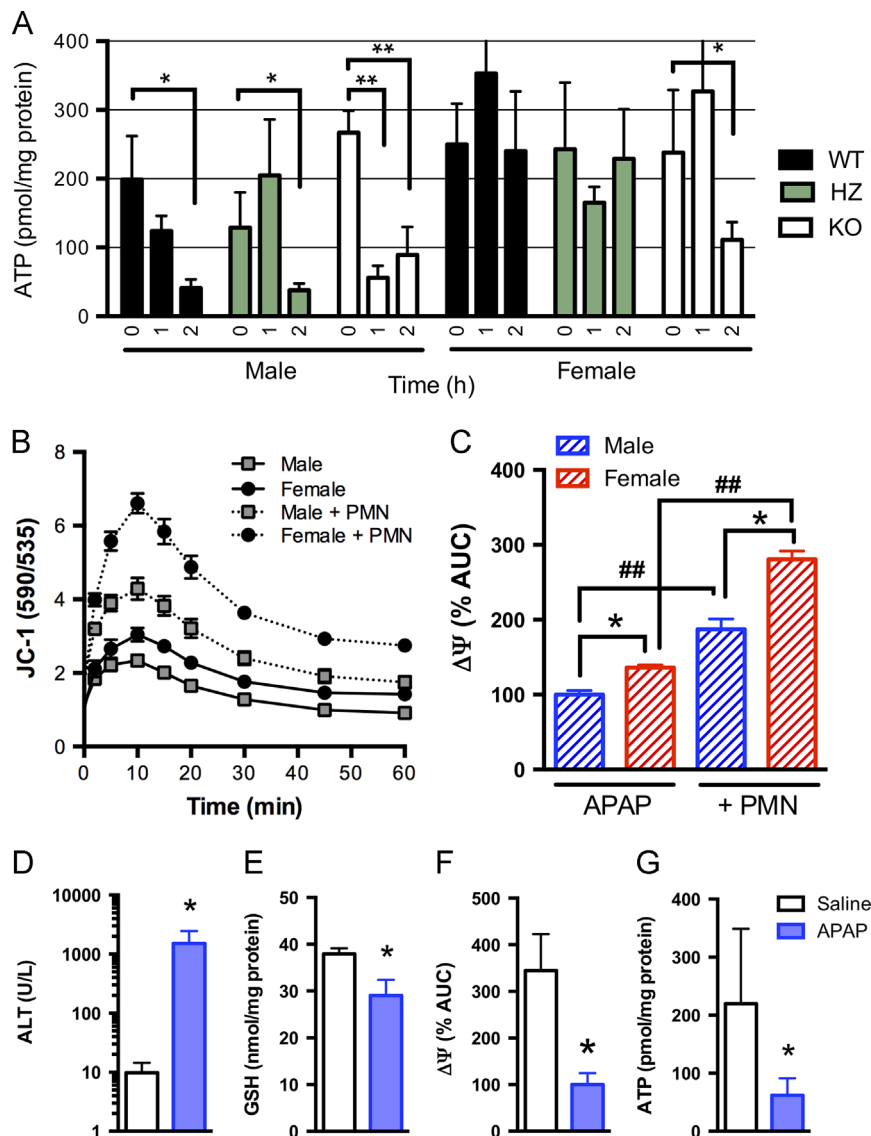 A
ATP (pmol/mg protein)
400
300
200
100
0
*
*
**
**
*
WT
HZ
KO
0 1 2 0 1 2 0 1 2 0 1 2 0 1 2 0 1 2
Male Female
Time (h)
B
JC-1 (590/535)
8
6
4
2
0
Male
Female
Male + PMN
Female + PMN
0 10 20 30 40 50 60
Time (min)
C
Male
Female
ΔΨ (% AUC)
400
300
200
100
0
##
##
*
*
APAP + PMN
D
ALT (U/L)
10000
1000
100
10
1
*
E
GSH (nmol/mg protein)
50
40
30
20
10
0
*
F
ΔΨ (% AUC)
500
400
300
200
100
0
*
G
ATP (pmol/mg protein)
400
300
200
100
0
*
Saline
APAP